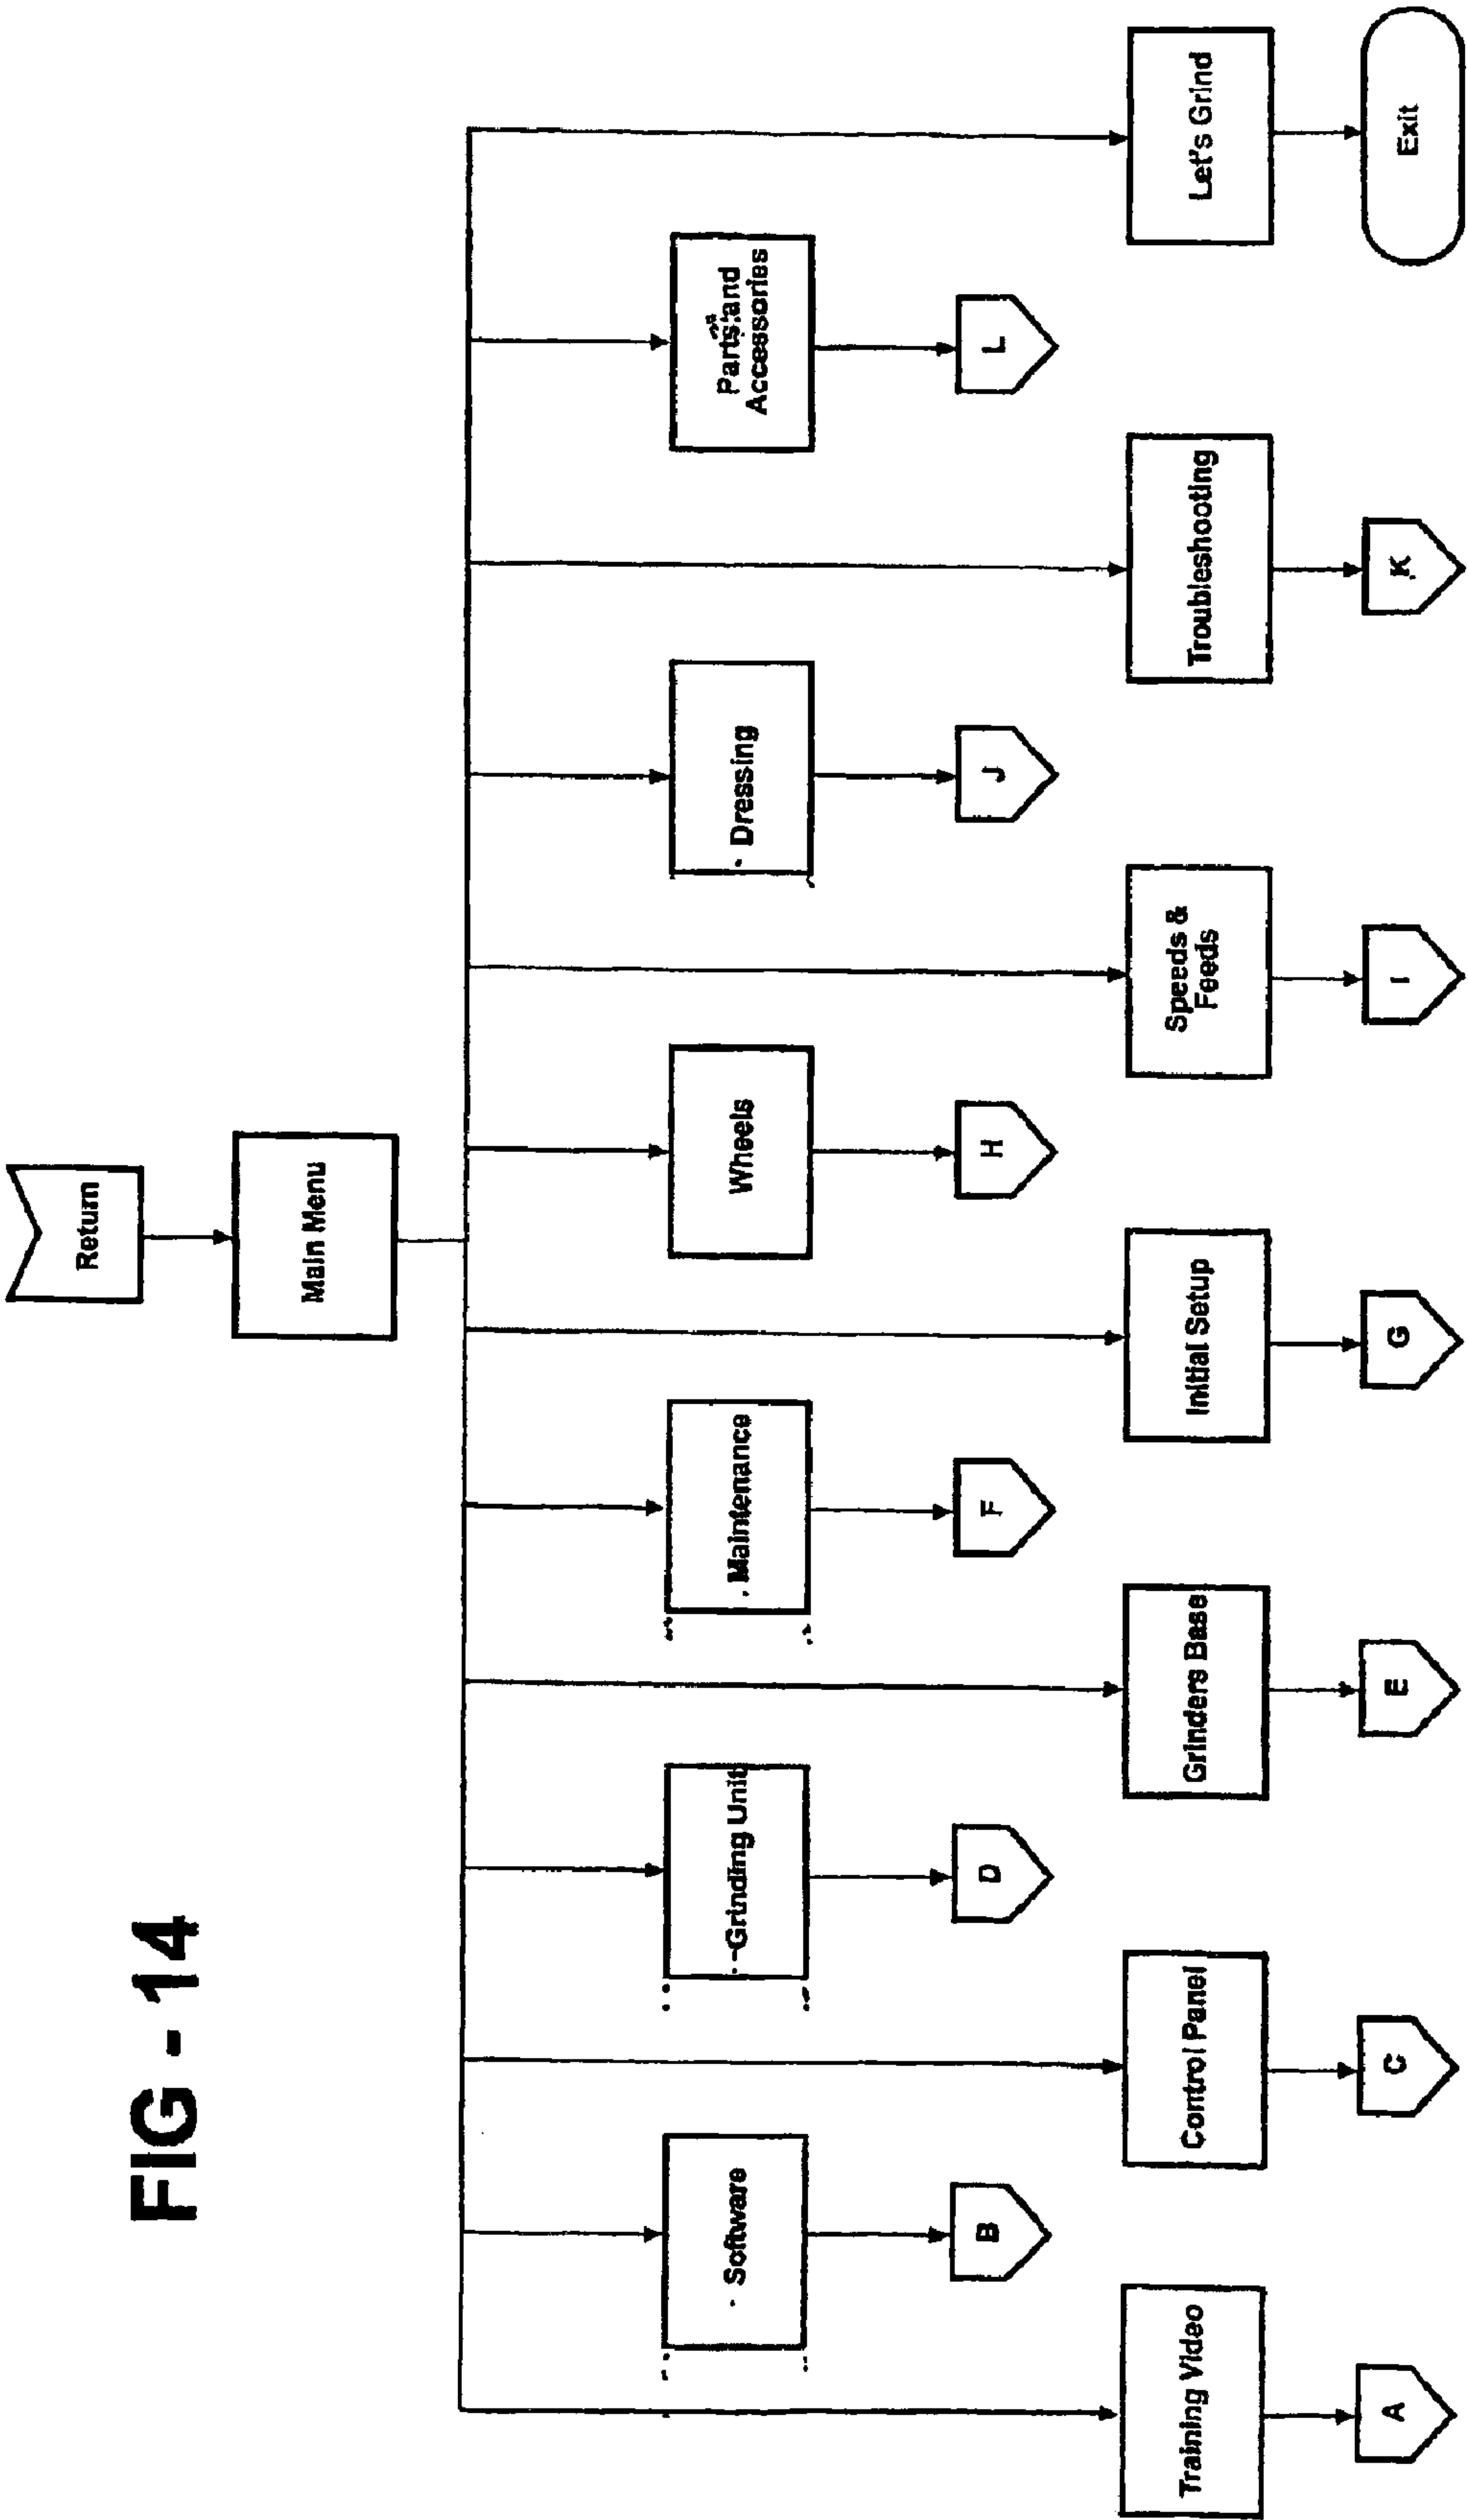 FIG - 14
Return
Main Menu
Software
Grinding Unit
Maintenance
Wheels
Dressing
Parts and
Accessories
B
D
F
H
J
L
Training Video
Control Panel
Grinders Base
Initial Setup
Speeds &
Feeds
Troubleshooting
Let's Grind
A
C
E
G
I
K
Exit